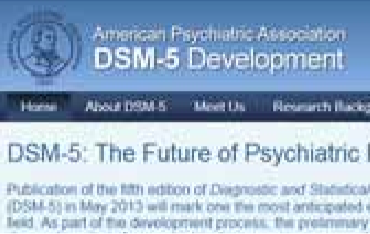 American Psychiatric Association
DSM-5 Development
Home About DSM-5 Meet Us Research Backg
DSM-5: The Future of Psychiatric
Publication of the fifth edition of Diagnostic and Statistical
(DSM-5) in May 2013 will mark one the most anticipated
field. As part of the development process, the preliminary